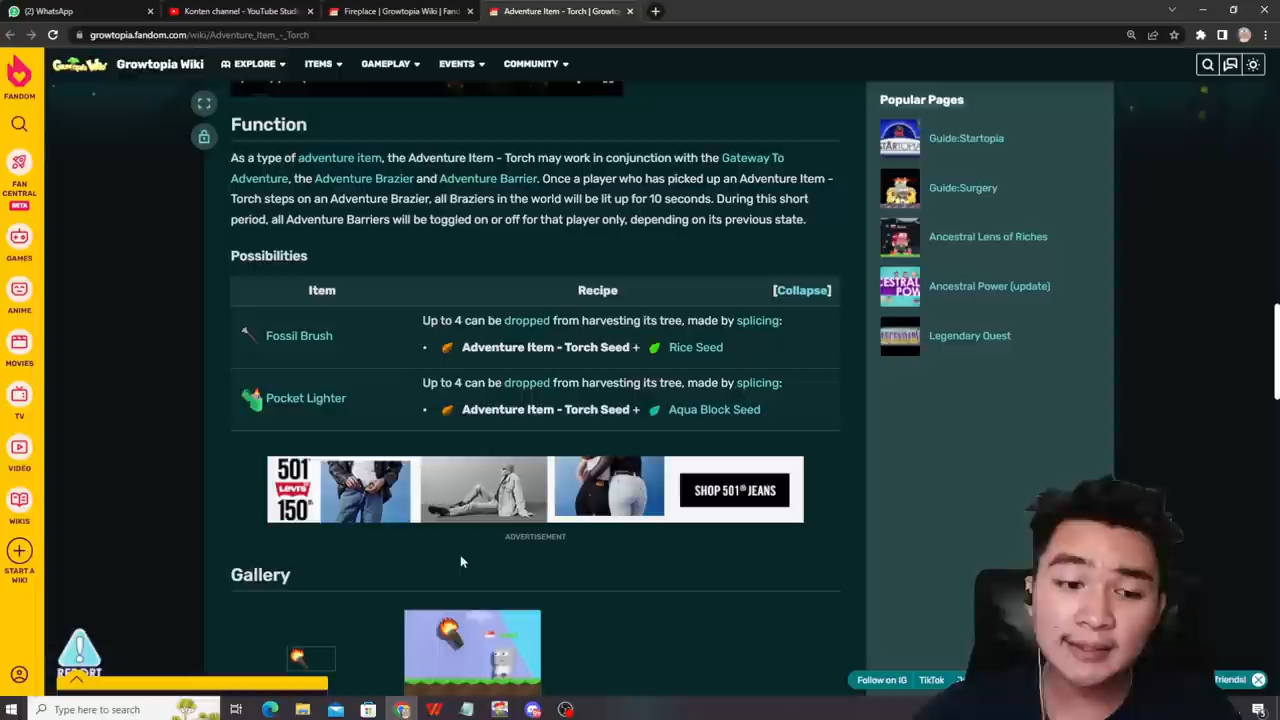 (2) WhatsApp
Konten channel - YouTube Studi
Fireplace | Growtopia Wiki | Fand
Adventure Item - Torch | Growto
growtopia.fandom.com/wiki/Adventure_Item_-_Torch
FANDOM
FAN CENTRAL
BETA
GAMES
ANIME
MOVIES
TV
VIDEO
WIKIS
START A WIKI
Growtopia Wiki
EXPLORE
ITEMS
GAMEPLAY
EVENTS
COMMUNITY
Function
As a type of adventure item, the Adventure Item - Torch may work in conjunction with the Gateway To
Adventure, the Adventure Brazier and Adventure Barrier. Once a player who has picked up an Adventure Item -
Torch steps on an Adventure Brazier, all Braziers in the world will be lit up for 10 seconds. During this short
period, all Adventure Barriers will be toggled on or off for that player only, depending on its previous state.
Possibilities
Item Recipe [Collapse]
Fossil Brush
Up to 4 can be dropped from harvesting its tree, made by splicing:
• Adventure Item - Torch Seed + Rice Seed
Pocket Lighter
Up to 4 can be dropped from harvesting its tree, made by splicing:
• Adventure Item - Torch Seed + Aqua Block Seed
501
Levi's
150
SHOP 501® JEANS
ADVERTISEMENT
Gallery
Popular Pages
Guide:Startopia
Guide:Surgery
Ancestral Lens of Riches
Ancestral Power (update)
Legendary Quest
Follow on IG
TikTok
friends!
Type here to search